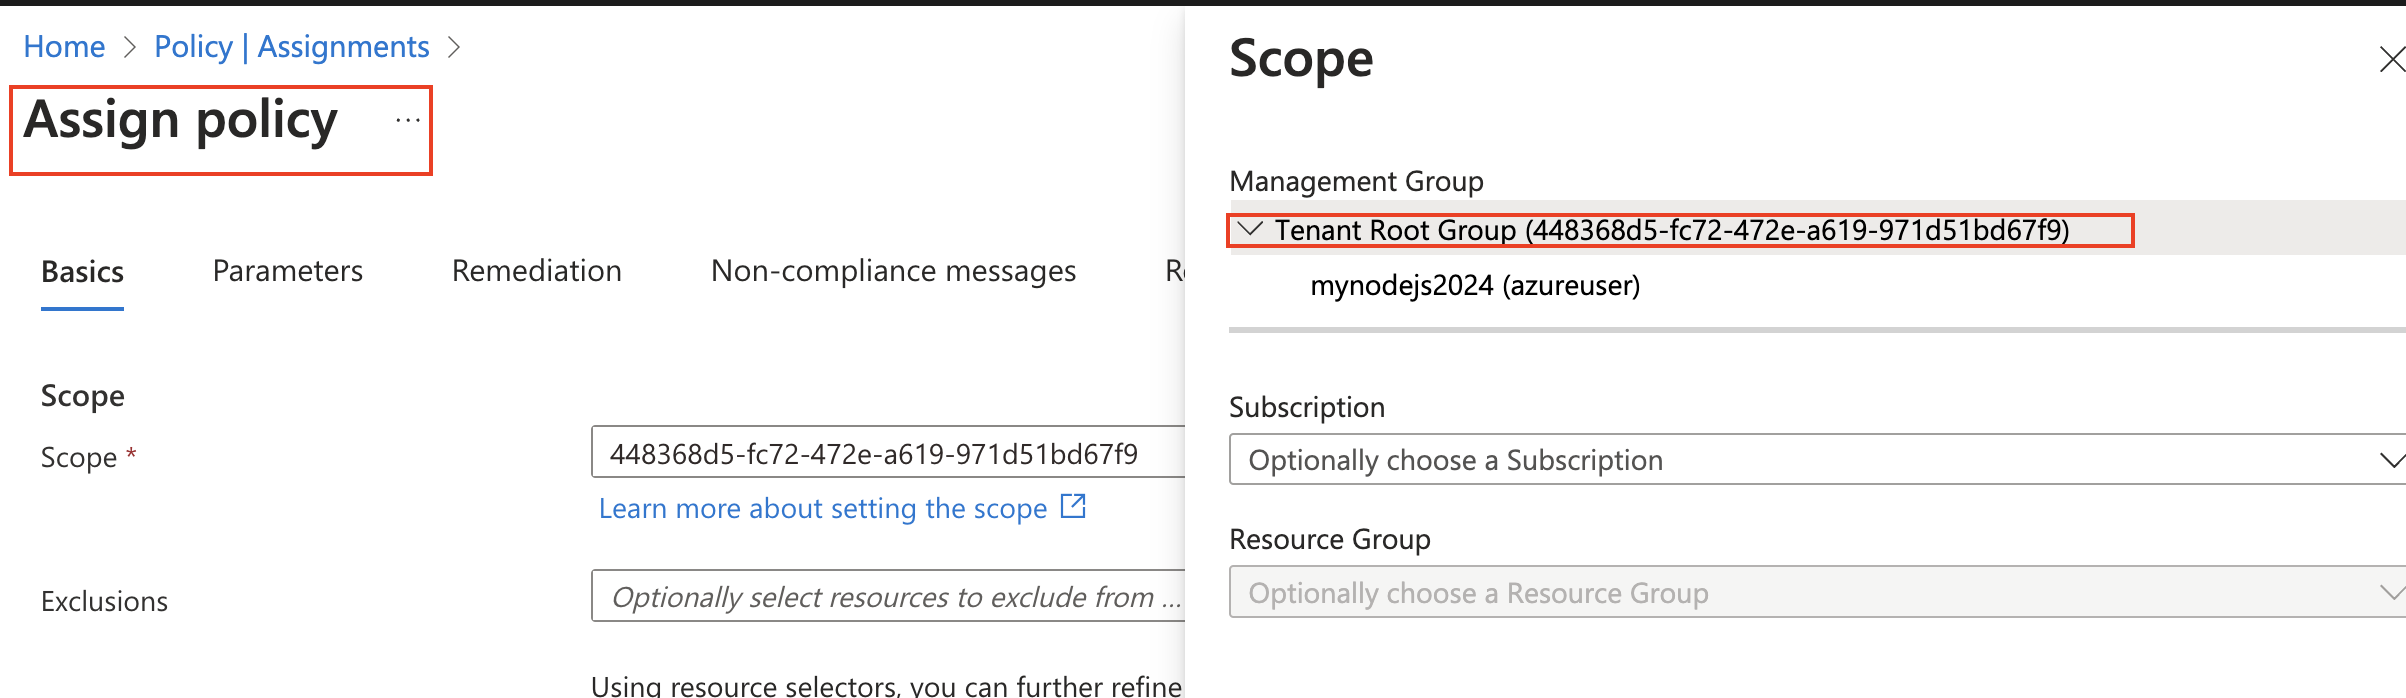 Home > Policy | Assignments >
Assign policy ...
Basics Parameters Remediation Non-compliance messages
Scope
Scope *
448368d5-fc72-472e-a619-971d51bd67f9
Learn more about setting the scope
Exclusions
Optionally select resources to exclude from ...
Using resource selectors, you can further refine
Scope
Management Group
Tenant Root Group (448368d5-fc72-472e-a619-971d51bd67f9)
mynodejs2024 (azureuser)
Subscription
Optionally choose a Subscription
Resource Group
Optionally choose a Resource Group